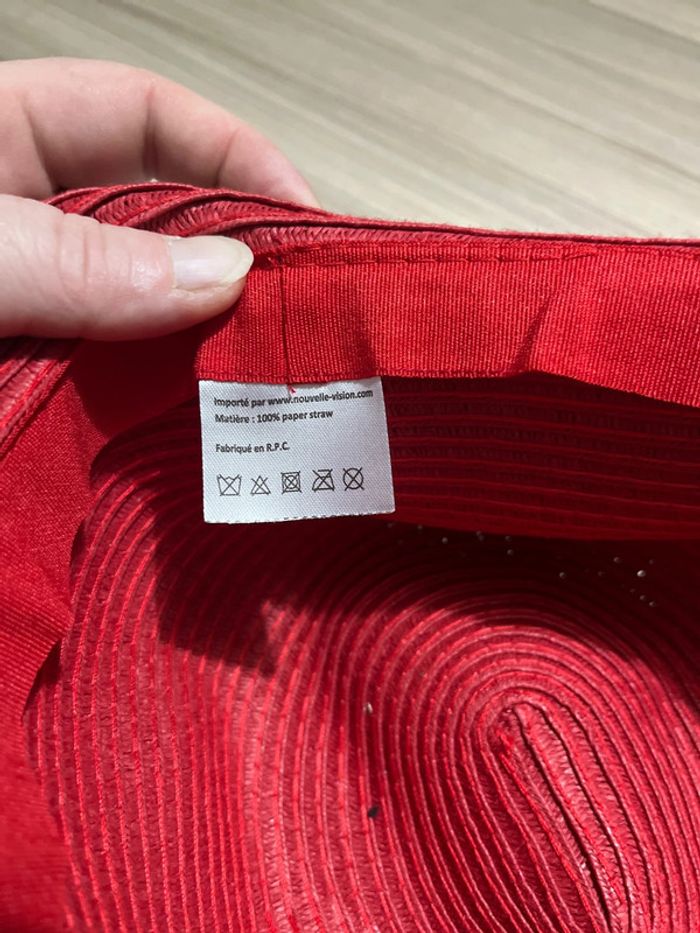 Importé par www.nouvelle-vision.com
Matière : 100% paper straw
Fabriqué en R.P.C.